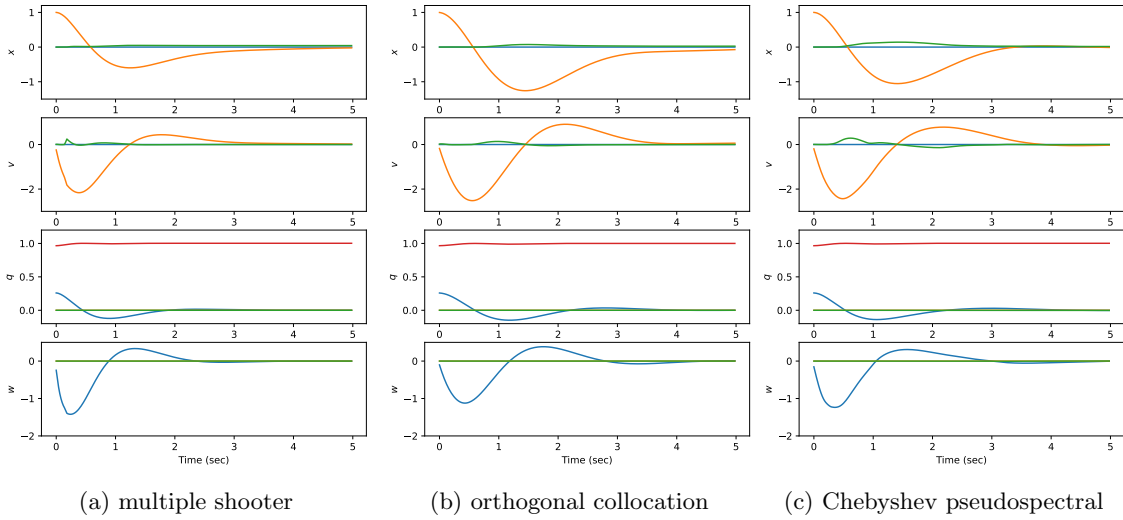 1
0
−1
x
0 1 2 3 4 5
0
−2
v
0 1 2 3 4 5
1.0
0.5
0.0
q
0 1 2 3 4 5
0
−1
−2
w
0 1 2 3 4 5
Time (sec)
(a) multiple shooter
1
0
−1
x
0 1 2 3 4 5
0
−2
v
0 1 2 3 4 5
1.0
0.5
0.0
q
0 1 2 3 4 5
0
−1
−2
w
0 1 2 3 4 5
Time (sec)
(b) orthogonal collocation
1
0
−1
x
0 1 2 3 4 5
0
−2
v
0 1 2 3 4 5
1.0
0.5
0.0
q
0 1 2 3 4 5
0
−1
−2
w
0 1 2 3 4 5
Time (sec)
(c) Chebyshev pseudospectral